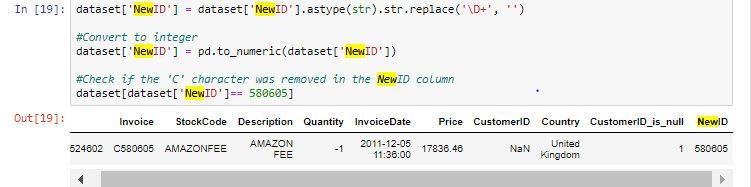 In [19]: dataset['NewID'] = dataset['NewID'].astype(str).str.replace('\D+', '')
#Convert to integer
dataset['NewID'] = pd.to_numeric(dataset['NewID'])
#Check if the 'C' character was removed in the NewID column
dataset[dataset['NewID']== 580605]
Out[19]:
Invoice StockCode Description Quantity InvoiceDate Price CustomerID Country CustomerID_is_null NewID
524602 C580605 AMAZONFEE AMAZON FEE -1 2011-12-05 11:36:00 17836.46 NaN United Kingdom 1 580605